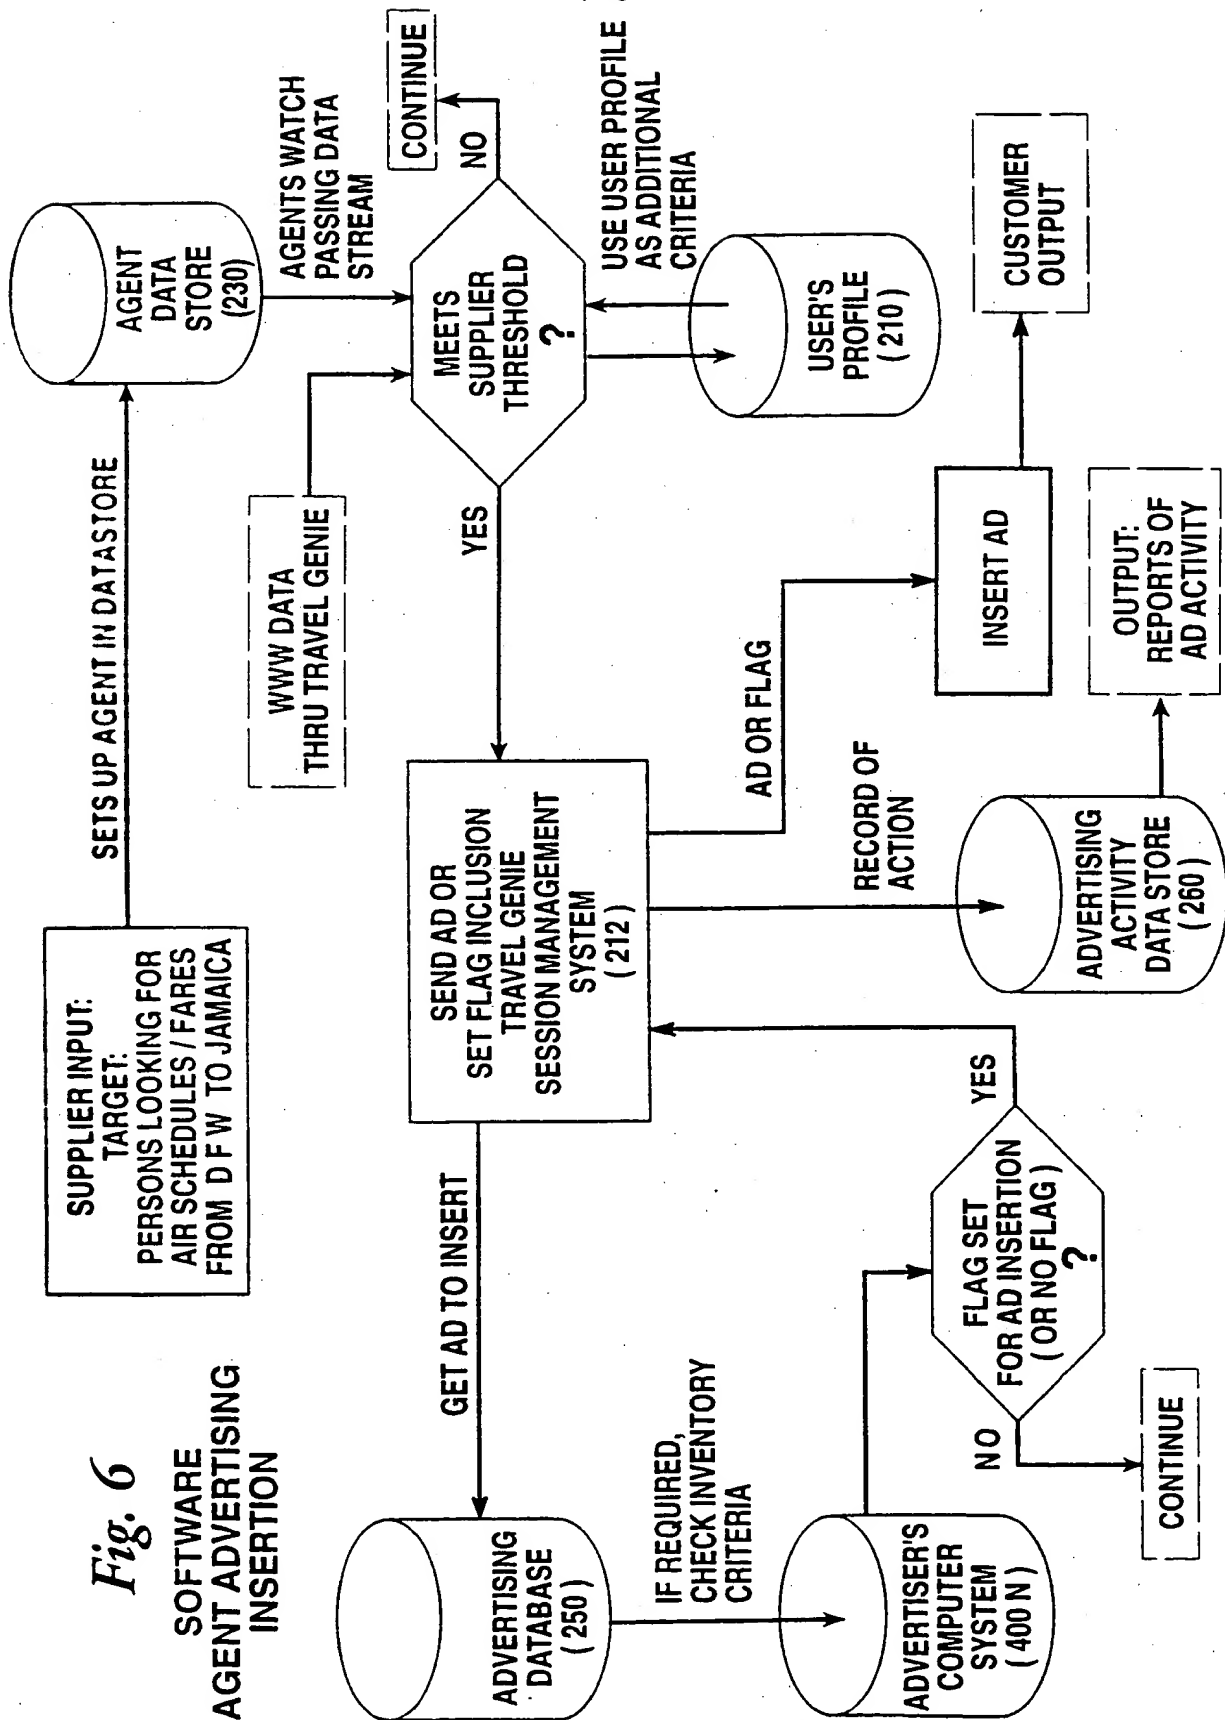 Fig. 6
SOFTWARE
AGENT ADVERTISING
INSERTION
SUPPLIER INPUT:
TARGET:
PERSONS LOOKING FOR
AIR SCHEDULES / FARES
FROM D F W TO JAMAICA
SETS UP AGENT IN DATASTORE
AGENT
DATA
STORE
(230)
WWW DATA
THRU TRAVEL GENIE
AGENTS WATCH
PASSING DATA
STREAM
MEETS
SUPPLIER
THRESHOLD
?
NO
CONTINUE
YES
USE USER PROFILE
AS ADDITIONAL
CRITERIA
USER'S
PROFILE
( 210 )
SEND AD OR
SET FLAG INCLUSION
TRAVEL GENIE
SESSION MANAGEMENT
SYSTEM
( 212 )
GET AD TO INSERT
ADVERTISING
DATABASE
( 250 )
IF REQUIRED,
CHECK INVENTORY
CRITERIA
ADVERTISER'S
COMPUTER
SYSTEM
( 400 N )
FLAG SET
FOR AD INSERTION
( OR NO FLAG )
?
YES
NO
CONTINUE
RECORD OF
ACTION
ADVERTISING
ACTIVITY
DATA STORE
( 260 )
OUTPUT:
REPORTS OF
AD ACTIVITY
AD OR FLAG
INSERT AD
CUSTOMER
OUTPUT